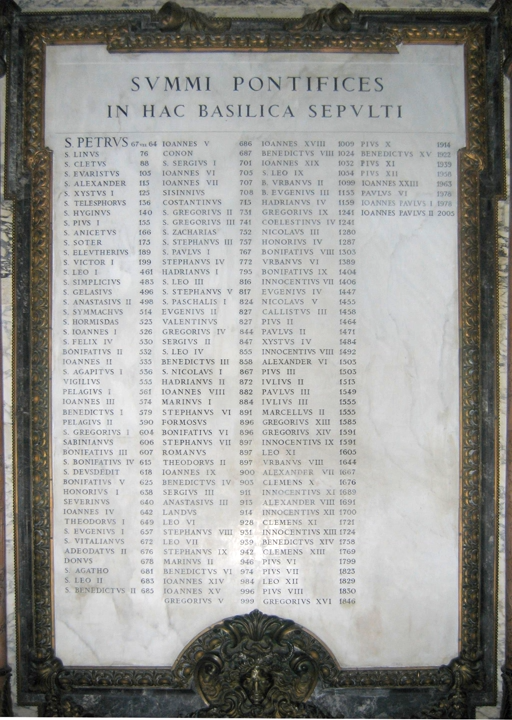 SVMMI PONTIFICES
IN HAC BASILICA SEPVLTI
S. PETRVS 67 64
S. LINVS 76
S. CLETVS 88
S. EVARISTVS 105
S. ALEXANDER 115
S. XYSTVS I 125
S. TELESPHORVS 136
S. HYGINVS 140
S. PIVS I 155
S. ANICETVS 166
S. SOTER 175
S. ELEVTHERIVS 189
S. VICTOR I 199
S. LEO I 461
S. SIMPLICIVS 483
S. GELASIVS 496
S. ANASTASIVS II 498
S. SYMMACHVS 514
S. HORMISDAS 523
S. IOANNES I 526
S. FELIX IV 530
BONIFATIVS II 532
IOANNES II 535
S. AGAPITVS I 536
VIGILIVS 555
PELAGIVS I 561
IOANNES III 574
BENEDICTVS I 579
PELAGIVS II 590
S. GREGORIVS I 604
SABINIANVS 606
BONIFATIVS III 607
S. BONIFATIVS IV 615
S. DEVSDEDIT 618
BONIFATIVS V 625
HONORIVS I 638
SEVERINVS 640
IOANNES IV 642
THEODORVS I 649
S. EVGENIVS I 657
S. VITALIANVS 672
ADEODATVS II 676
DONVS 678
S. AGATHO 681
S. LEO II 683
S. BENEDICTVS II 685
IOANNES V 686
CONON 687
S. SERGIVS I 701
IOANNES VI 705
IOANNES VII 707
SISINNIVS 708
CONSTANTINVS 715
S. GREGORIVS II 731
S. GREGORIVS III 741
S. ZACHARIAS 752
S. STEPHANVS III 757
S. PAVLVS I 767
STEPHANVS IV 772
HADRIANVS I 795
S. LEO III 816
S. STEPHANVS V 817
S. PASCHALIS I 824
EVGENIVS II 827
VALENTINVS 827
GREGORIVS IV 844
SERGIVS II 847
S. LEO IV 855
BENEDICTVS III 858
S. NICOLAVS I 867
HADRIANVS II 872
IOANNES VIII 882
MARINVS I 884
STEPHANVS VI 891
FORMOSVS 896
BONIFATIVS VI 896
STEPHANVS VII 897
ROMANVS 897
THEODORVS II 897
IOANNES IX 900
BENEDICTVS IV 903
SERGIVS III 911
ANASTASIVS III 913
LANDVS 914
LEO VI 928
STEPHANVS VIII 931
LEO VII 939
STEPHANVS IX 942
MARINVS II 946
BENEDICTVS VI 974
IOANNES XIV 984
IOANNES XV 996
GREGORIVS V 999
IOANNES XVIII 1009
BENEDICTVS VIII 1024
IOANNES XIX 1032
S. LEO IX 1054
B. VRBANVS II 1099
B. EVGENIVS III 1153
HADRIANVS IV 1159
GREGORIVS IX 1241
COELESTINVS IV 1241
NICOLAVS III 1280
HONORIVS IV 1287
BONIFATIVS VIII 1303
VRBANVS VI 1389
BONIFATIVS IX 1404
INNOCENTIVS VII 1406
EVGENIVS IV 1447
NICOLAVS V 1455
CALLISTVS III 1458
PIVS II 1464
PAVLVS II 1471
XYSTVS IV 1484
INNOCENTIVS VIII 1492
ALEXANDER VI 1503
PIVS III 1503
IVLIVS II 1513
PAVLVS III 1549
IVLIVS III 1555
MARCELLVS II 1555
GREGORIVS XIII 1585
GREGORIVS XIV 1591
INNOCENTIVS IX 1591
LEO XI 1605
VRBANVS VIII 1644
ALEXANDER VII 1667
CLEMENS X 1676
INNOCENTIVS XI 1689
ALEXANDER VIII 1691
INNOCENTIVS XII 1700
CLEMENS XI 1721
INNOCENTIVS XIII 1724
BENEDICTVS XIV 1758
CLEMENS XIII 1769
PIVS VI 1799
PIVS VII 1823
LEO XII 1829
PIVS VIII 1830
GREGORIVS XVI 1846
PIVS X 1914
BENEDICTVS XV 1922
PIVS XI 1939
PIVS XII 1958
IOANNES XXIII 1963
PAVLVS VI 1978
IOANNES PAVLVS I 1978
IOANNES PAVLVS II 2005